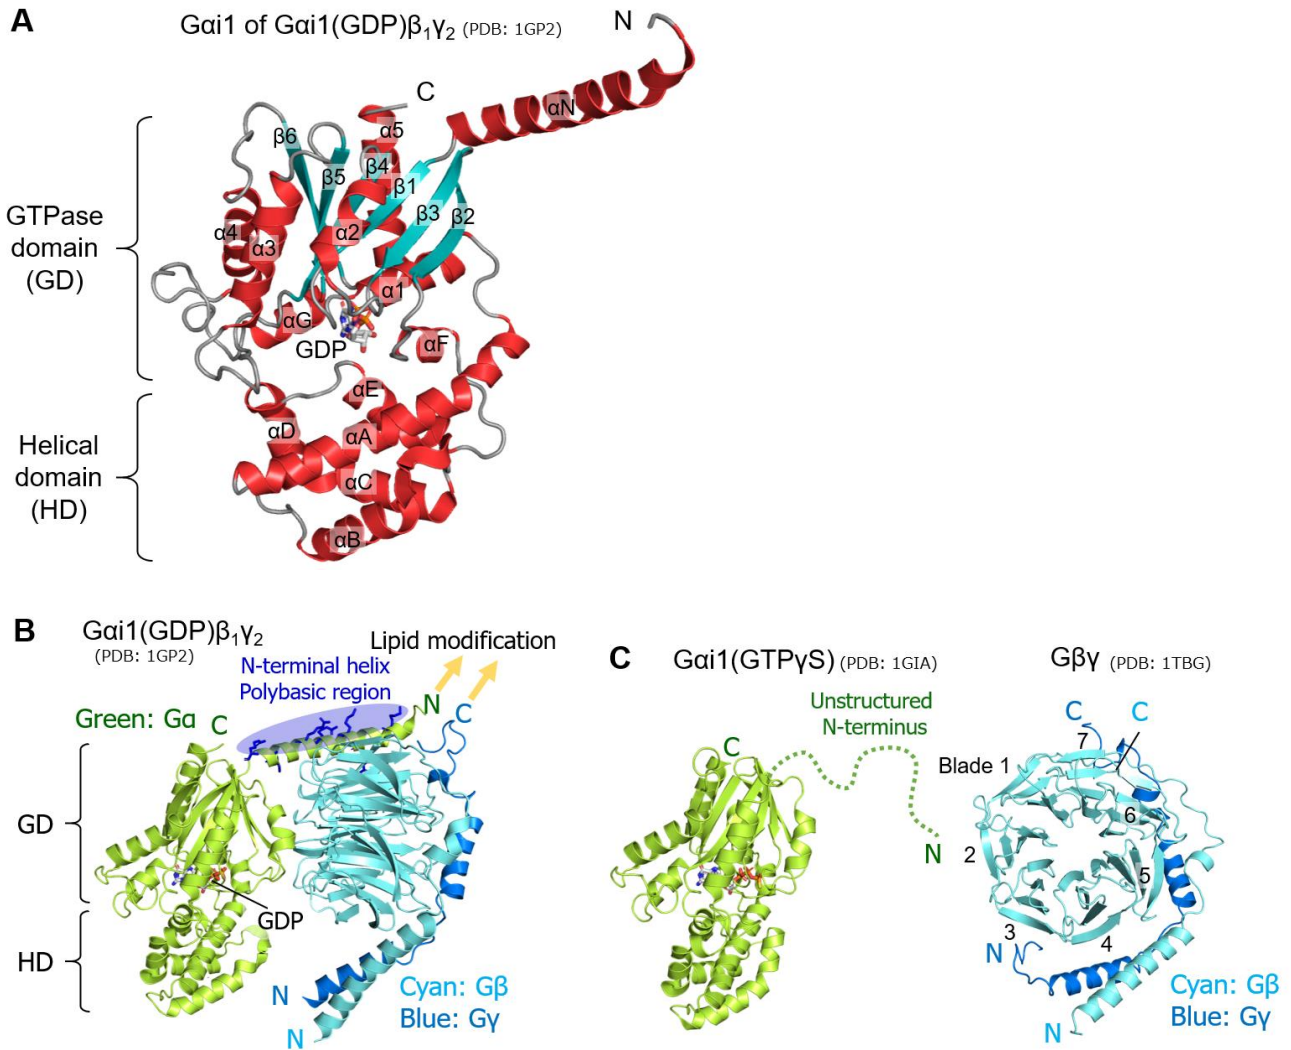 A
Gαi1 of Gαi1(GDP)β₁γ₂ (PDB: 1GP2)
N
C
αN
α5
β6
β4
β5
β1
β3
β2
α4
α3
α2
α1
αG
GDP
αF
αE
αD
αA
αC
αB
GTPase
domain
(GD)
Helical
domain
(HD)
B
Gαi1(GDP)β₁γ₂
(PDB: 1GP2)
Lipid modification
N-terminal helix
Polybasic region
Green: Gα
C
N
C
GD
GDP
HD
N
N
Cyan: Gβ
Blue: Gγ
C
Gαi1(GTPγS) (PDB: 1GIA)
Unstructured
N-terminus
C
N
Gβγ (PDB: 1TBG)
C
C
7
Blade 1
6
2
5
3
4
N
N
Cyan: Gβ
Blue: Gγ